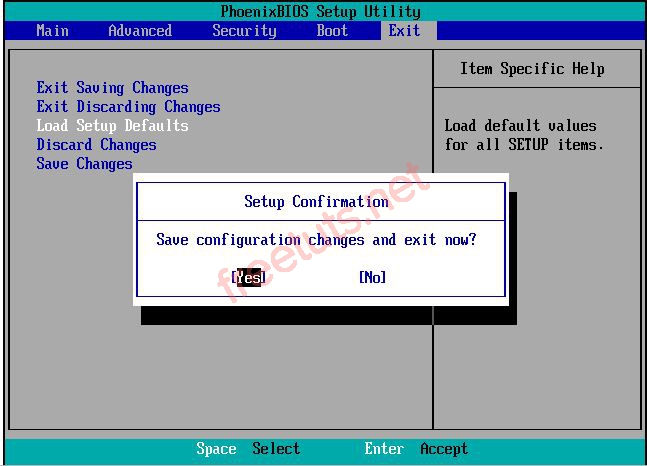 PhoenixBIOS Setup Utility
Main Advanced Security Boot Exit
Item Specific Help
Exit Saving Changes
Exit Discarding Changes
Load Setup Defaults
Discard Changes
Save Changes
Load default values
for all SETUP items.
Setup Confirmation
Save configuration changes and exit now?
[Yes] [No]
freetuts.net
Space Select Enter Accept